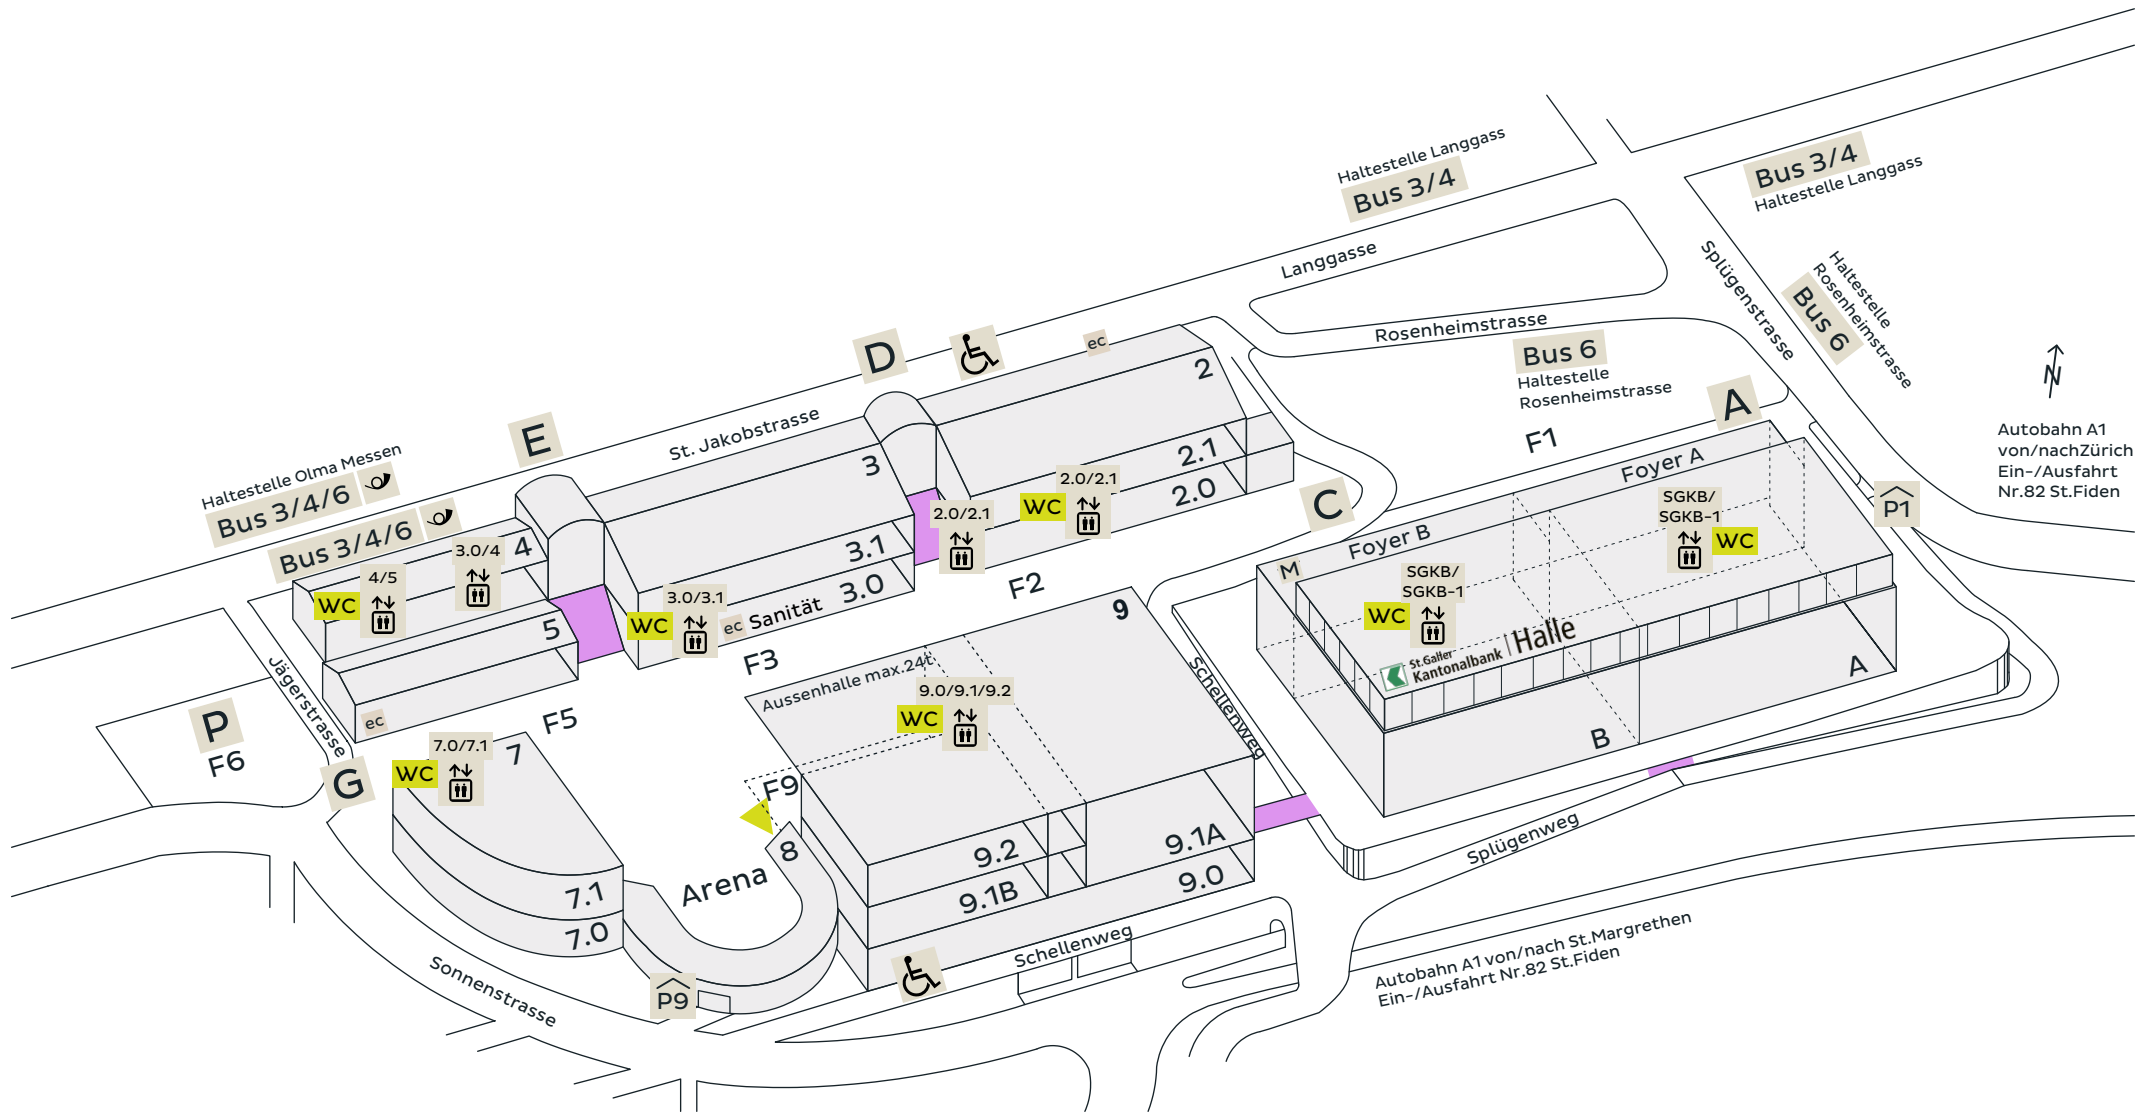 Haltestelle Langgass
Bus 3/4
Bus 3/4
Haltestelle Langgass
Langgasse
Splügenstrasse
Haltestelle
Rosenheimstrasse
Bus 6
Rosenheimstrasse
Bus 6
Haltestelle
Rosenheimstrasse
N
Autobahn A1
von/nachZürich
Ein-/Ausfahrt
Nr.82 St.Fiden
D
ec
2
2.1
2.0
2.0/2.1
WC
2.0/2.1
E
St. Jakobstrasse
Haltestelle Olma Messen
Bus 3/4/6
Bus 3/4/6
3
3.1
3.0
3.0/3.1
WC
ec
Sanität
4
3.0/4
4/5
WC
5
ec
A
F1
C
P1
Foyer A
Foyer B
M
SGKB/
SGKB-1
WC
SGKB/
SGKB-1
WC
St.Galler
Kantonalbank
Halle
A
B
F2
F3
F5
Jägerstrasse
P
F6
G
7.0/7.1
WC
7
7.1
7.0
9
Aussenhalle max.24t
9.0/9.1/9.2
WC
F9
8
Arena
9.2
9.1A
9.1B
9.0
Schellenweg
Schellenweg
Splügenweg
P9
Sonnenstrasse
Autobahn A1 von/nach St.Margrethen
Ein-/Ausfahrt Nr.82 St.Fiden